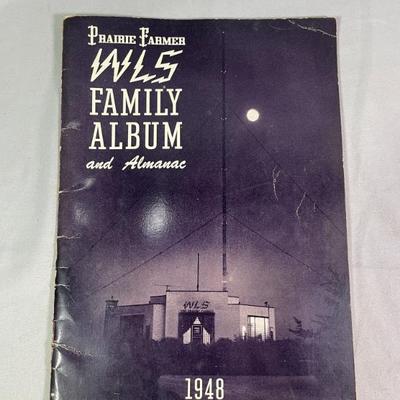 PRAIRIE FARMER
WLS
FAMILY
ALBUM
and Almanac
WLS
1948